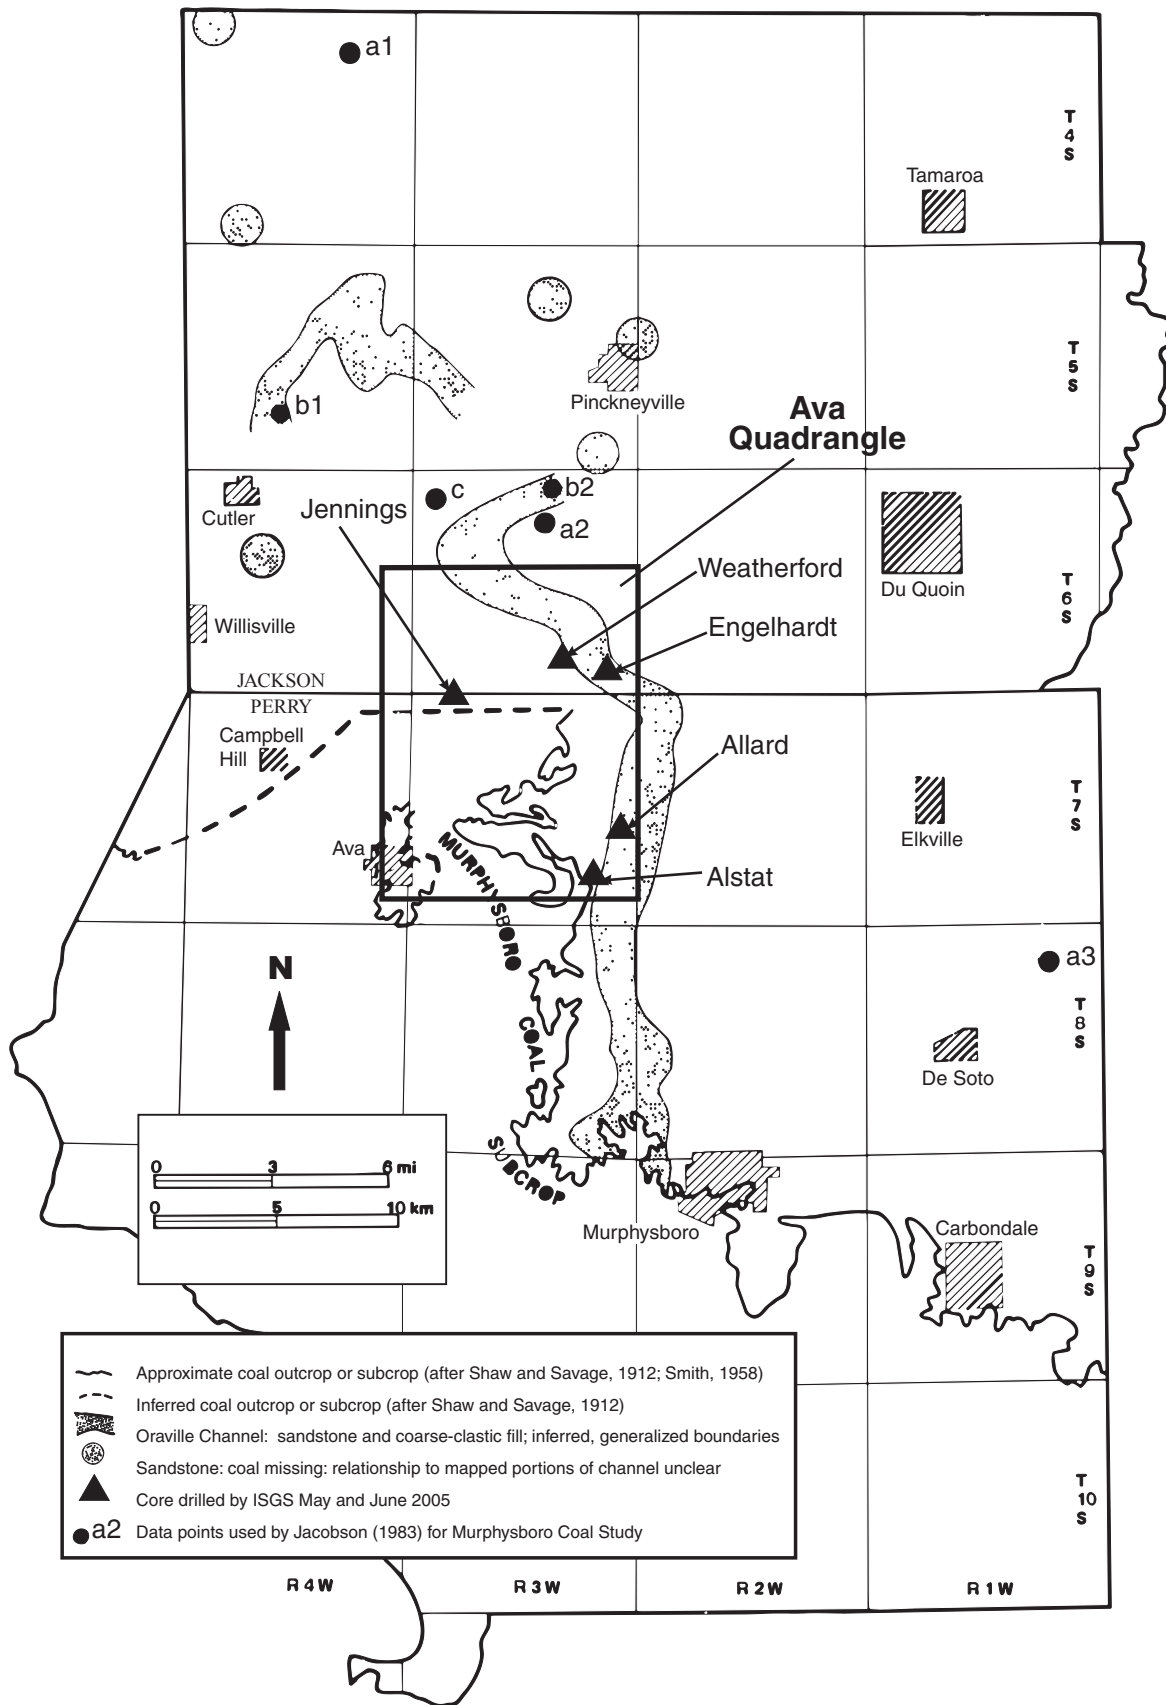 a1
T
4
S
Tamaroa
T
5
S
b1
Pinckneyville
Ava
Quadrangle
c
b2
Cutler
Jennings
a2
Weatherford
Du Quoin
T
6
S
Willisville
Engelhardt
JACKSON
PERRY
Campbell
Hill
Allard
T
7
S
Elkville
Ava
Alstat
MURPHYSBORO
COAL
SUBCROP
N
a3
T
8
S
De Soto
0 3 6 mi
0 5 10 km
Murphysboro
Carbondale
T
9
S
Approximate coal outcrop or subcrop (after Shaw and Savage, 1912; Smith, 1958)
Inferred coal outcrop or subcrop (after Shaw and Savage, 1912)
Oraville Channel: sandstone and coarse-clastic fill; inferred, generalized boundaries
Sandstone: coal missing: relationship to mapped portions of channel unclear
Core drilled by ISGS May and June 2005
a2 Data points used by Jacobson (1983) for Murphysboro Coal Study
T
10
S
R 4 W R 3 W R 2 W R 1 W